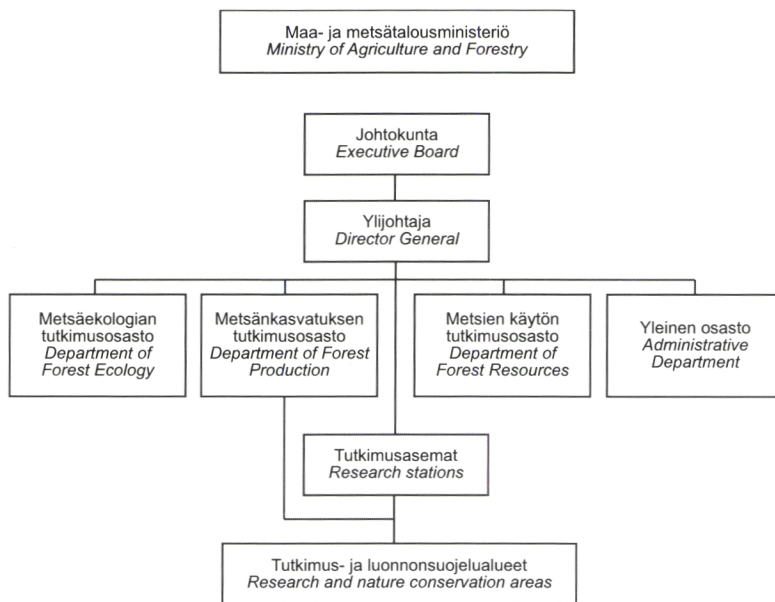 Maa- ja metsätalousministeriö
Ministry of Agriculture and Forestry
Johtokunta
Executive Board
Ylijohtaja
Director General
Metsäekologian
tutkimusosasto
Department of
Forest Ecology
Metsänkasvatuksen
tutkimusosasto
Department of Forest
Production
Metsien käytön
tutkimusosasto
Department of
Forest Resources
Yleinen osasto
Administrative
Department
Tutkimusasemat
Research stations
Tutkimus- ja luonnonsuojelualueet
Research and nature conservation areas